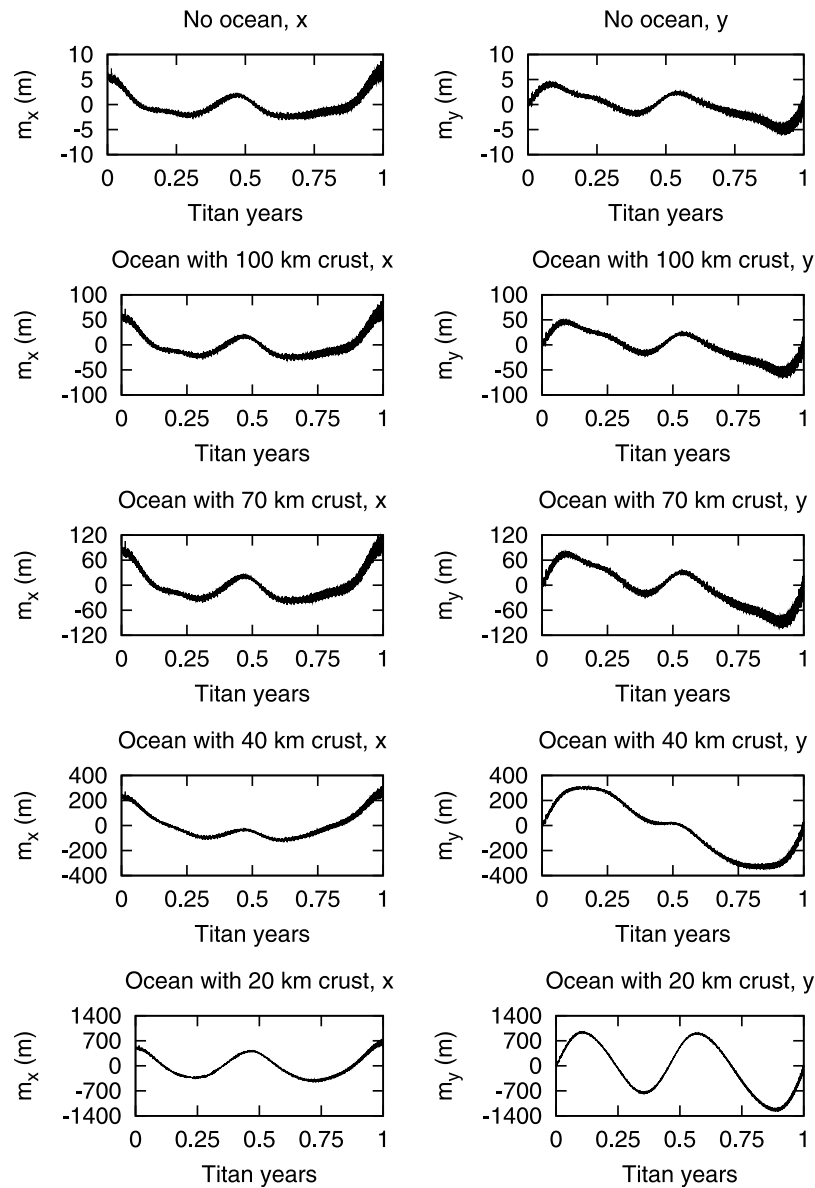 No ocean, x
No ocean, y
10
5
0
-5
-10
m_x (m)
0 0.25 0.5 0.75 1
Titan years
10
5
0
-5
-10
m_y (m)
0 0.25 0.5 0.75 1
Titan years
Ocean with 100 km crust, x
Ocean with 100 km crust, y
100
50
0
-50
-100
m_x (m)
0 0.25 0.5 0.75 1
Titan years
100
50
0
-50
-100
m_y (m)
0 0.25 0.5 0.75 1
Titan years
Ocean with 70 km crust, x
Ocean with 70 km crust, y
120
60
0
-60
-120
m_x (m)
0 0.25 0.5 0.75 1
Titan years
120
60
0
-60
-120
m_y (m)
0 0.25 0.5 0.75 1
Titan years
Ocean with 40 km crust, x
Ocean with 40 km crust, y
400
200
0
-200
-400
m_x (m)
0 0.25 0.5 0.75 1
Titan years
400
200
0
-200
-400
m_y (m)
0 0.25 0.5 0.75 1
Titan years
Ocean with 20 km crust, x
Ocean with 20 km crust, y
1400
700
0
-700
-1400
m_x (m)
0 0.25 0.5 0.75 1
Titan years
1400
700
0
-700
-1400
m_y (m)
0 0.25 0.5 0.75 1
Titan years